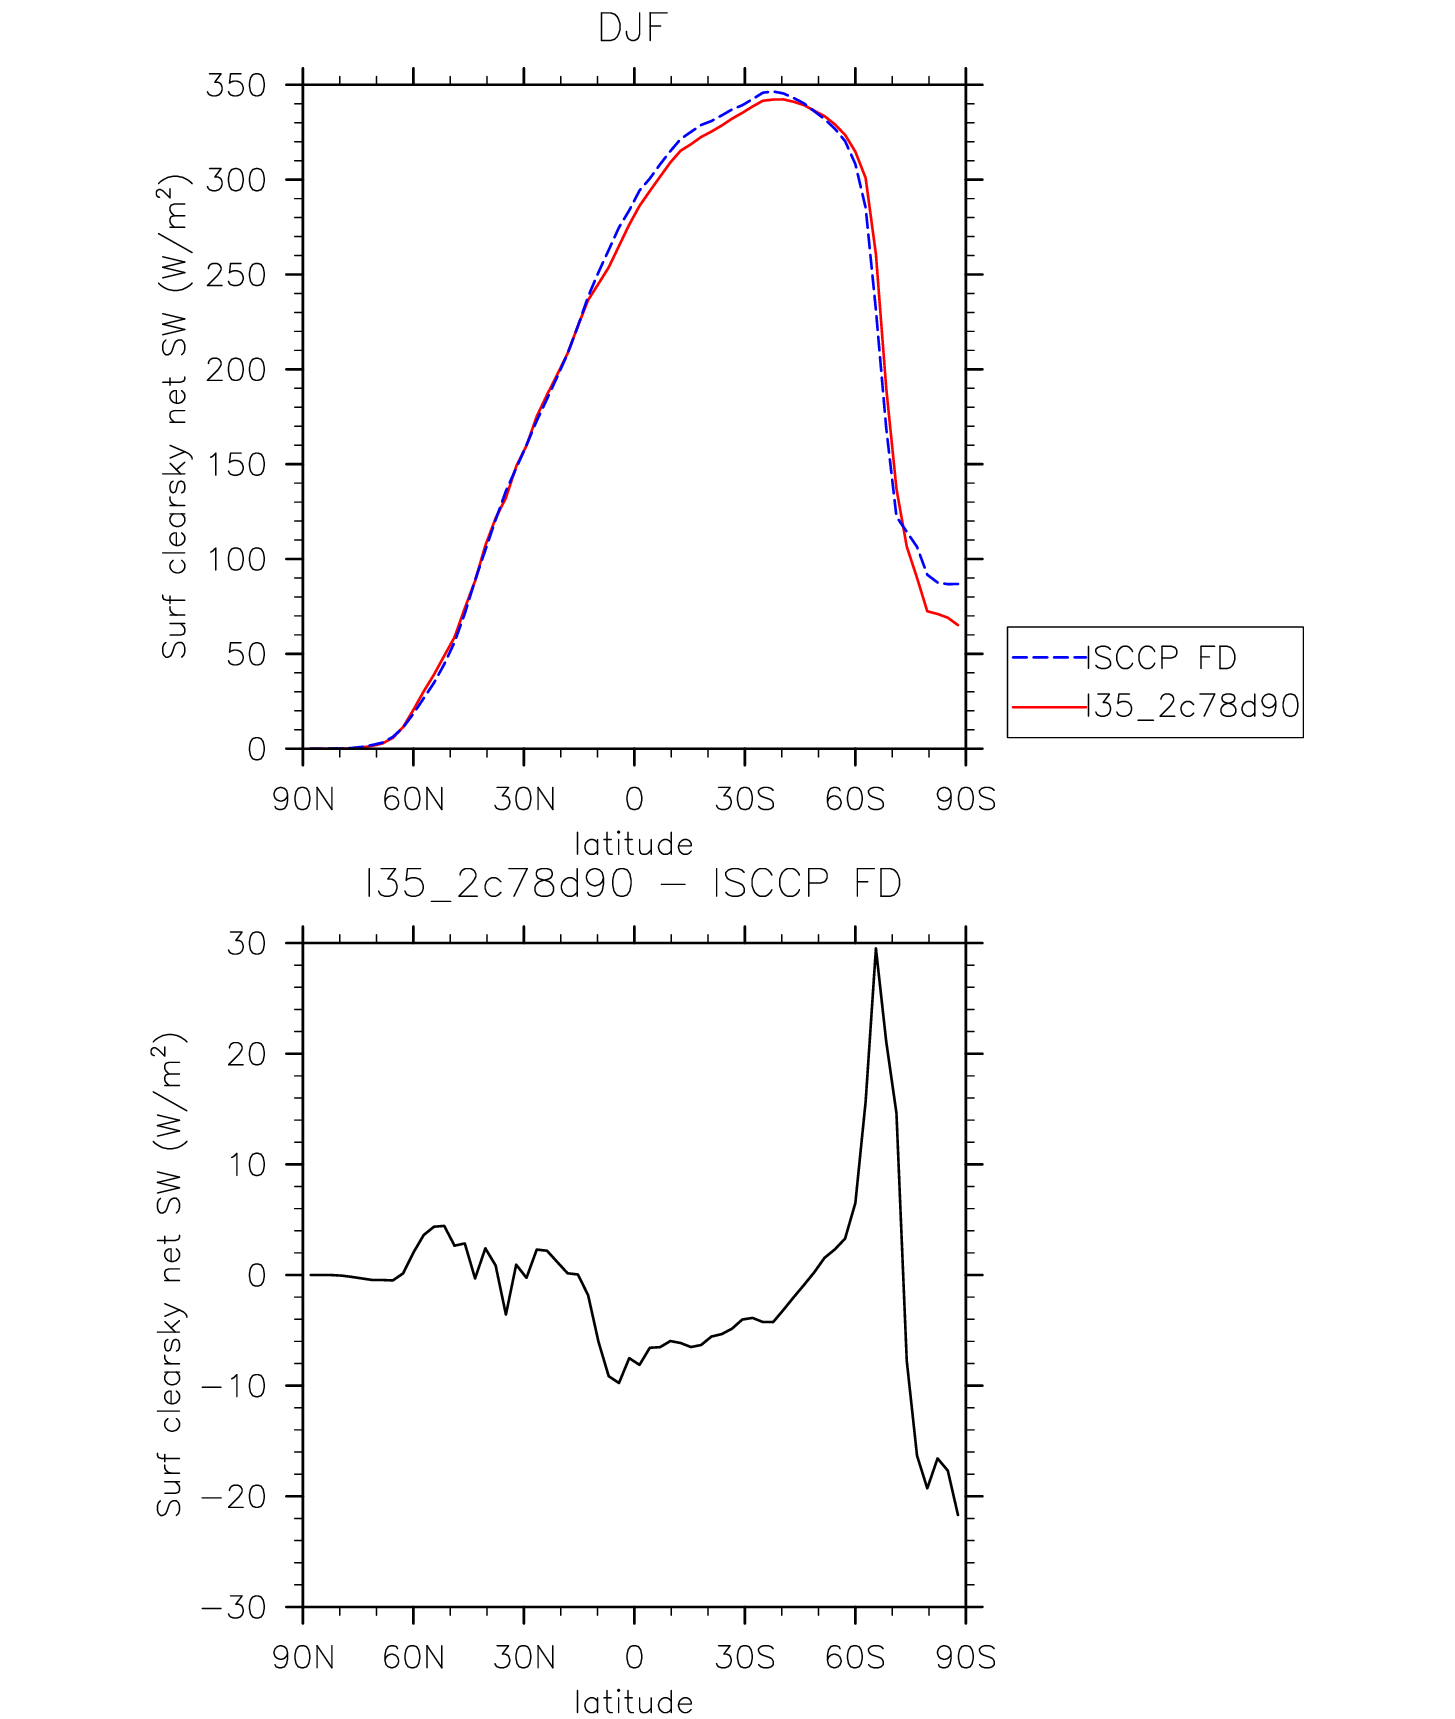 DJF
Surf clearsky net SW (W/m²)
350
300
250
200
150
100
50
0
90N 60N 30N 0 30S 60S 90S
latitude
ISCCP FD
I35_2c78d90
I35_2c78d90 − ISCCP FD
Surf clearsky net SW (W/m²)
30
20
10
0
−10
−20
−30
90N 60N 30N 0 30S 60S 90S
latitude